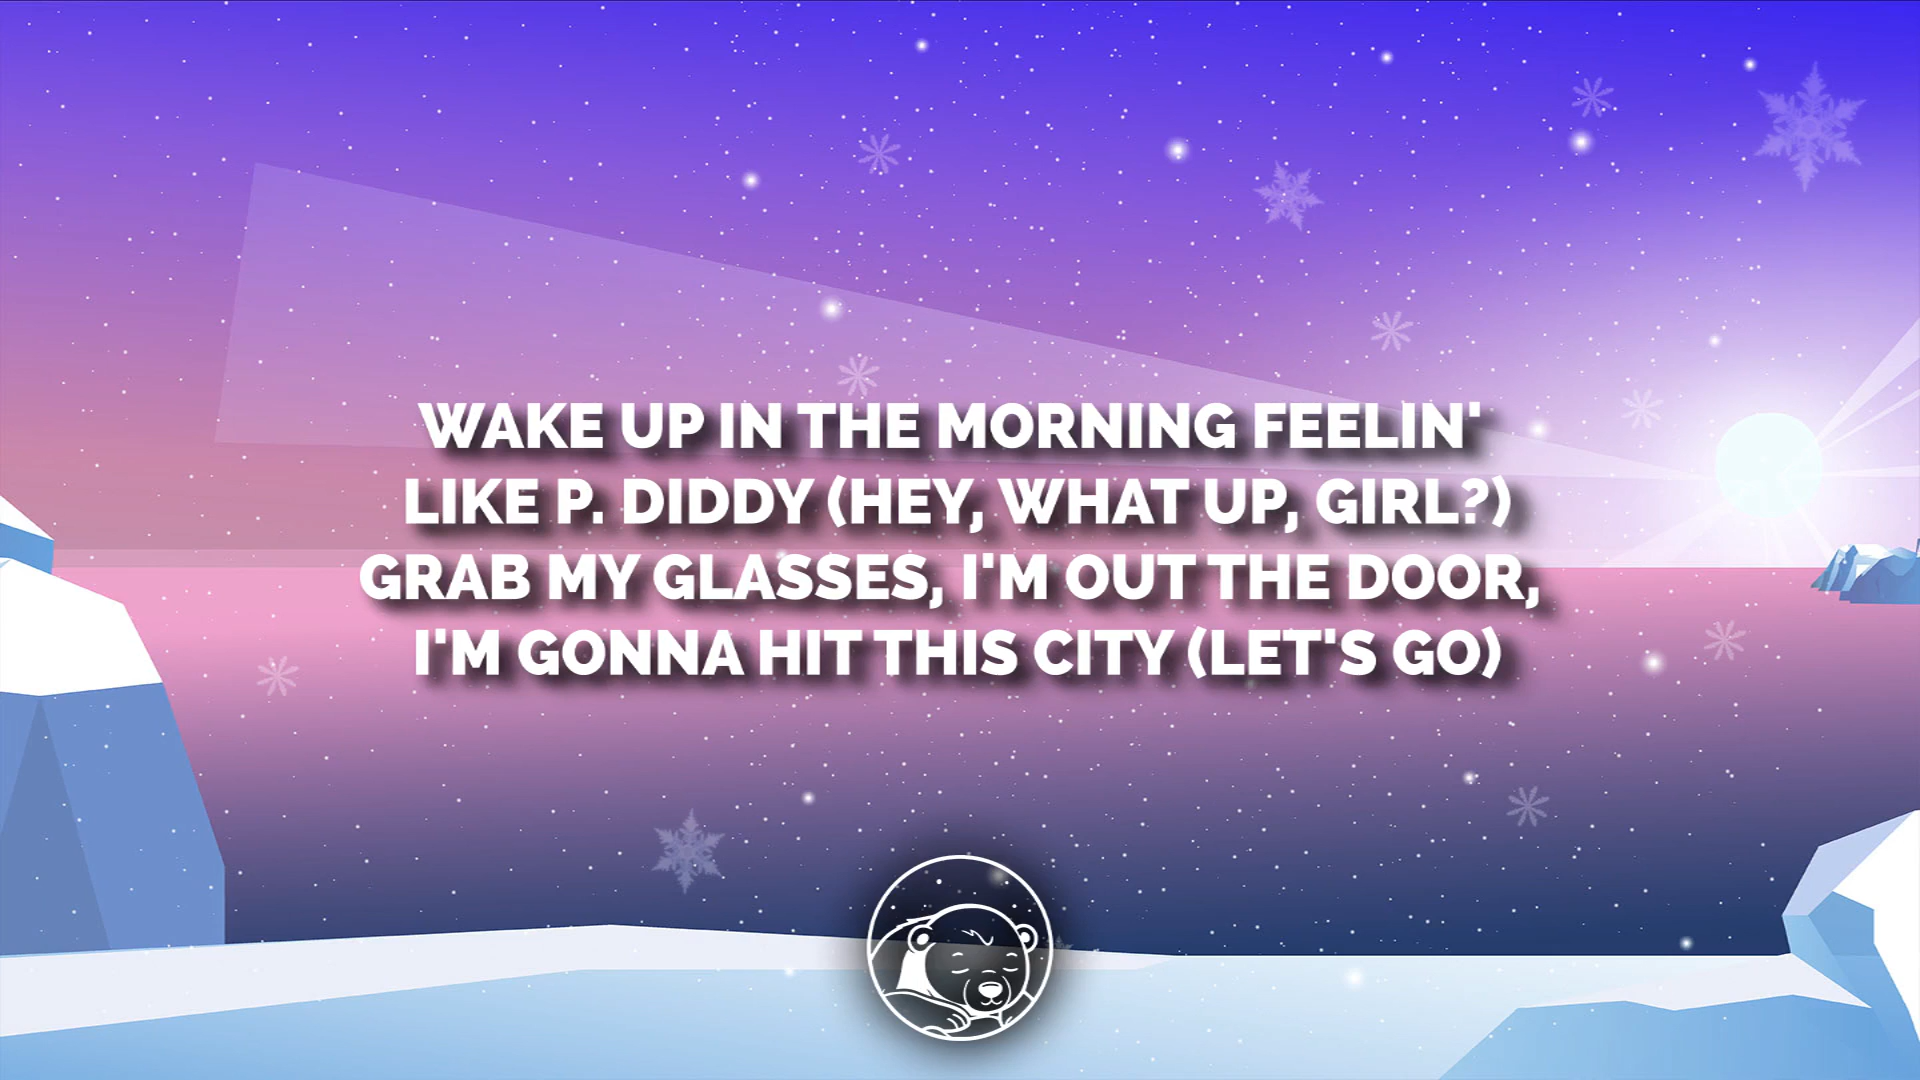 WAKE UP IN THE MORNING FEELIN'
LIKE P. DIDDY (HEY, WHAT UP, GIRL?)
GRAB MY GLASSES, I'M OUT THE DOOR,
I'M GONNA HIT THIS CITY (LET'S GO)